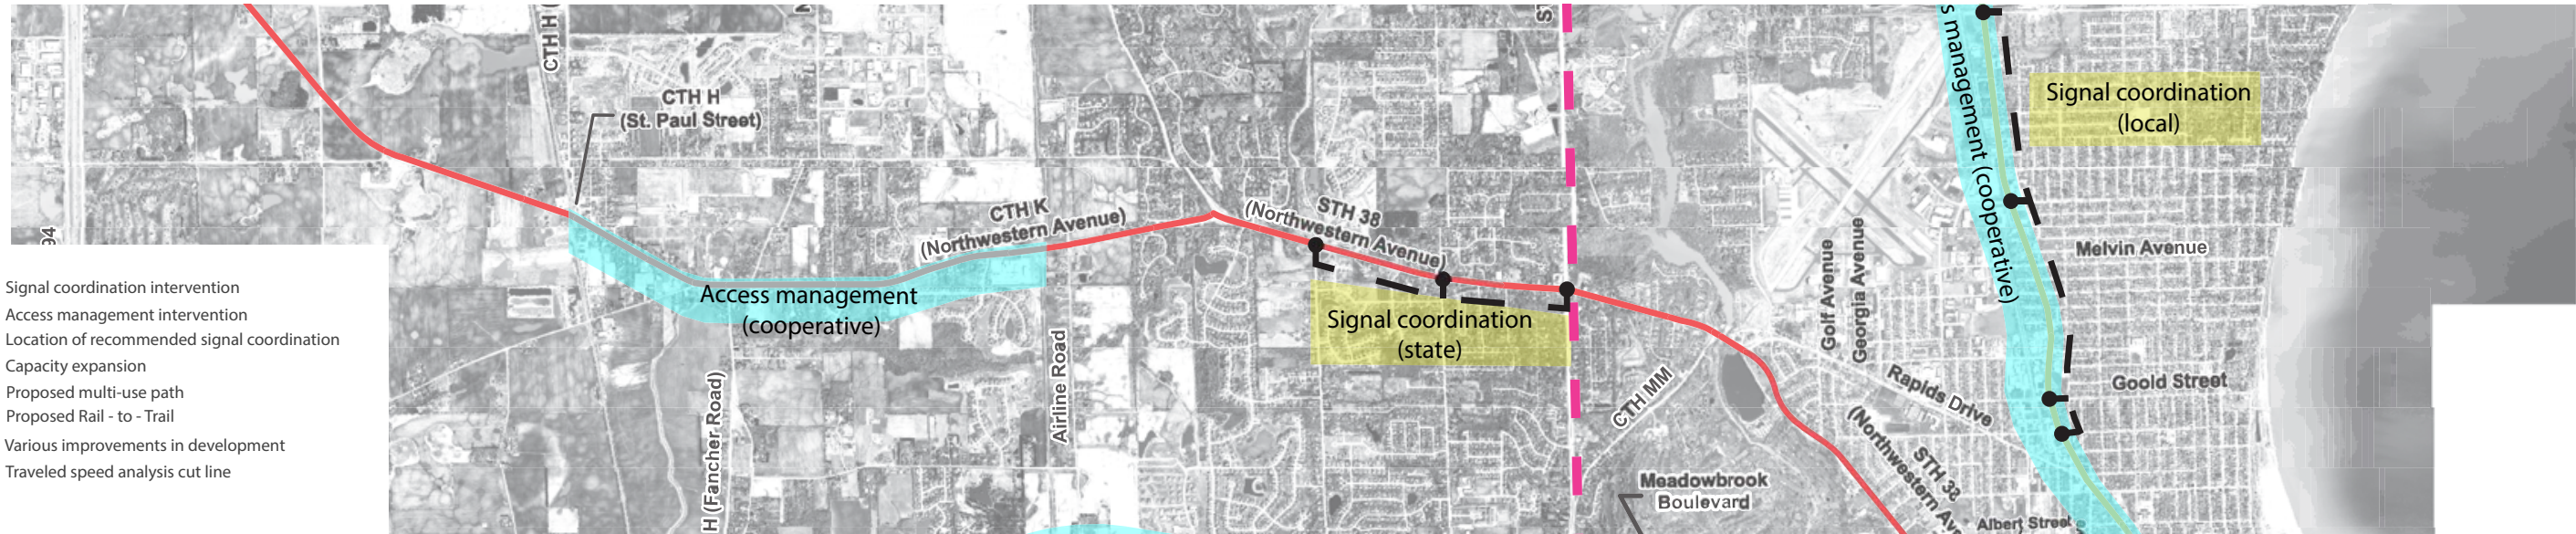 CTH H (
CTH H
(St. Paul Street)
CTH K
(Northwestern Avenue)
STH 38
(Northwestern Avenue)
s management (cooperative)
Signal coordination
(local)
Melvin Avenue
Golf Avenue
Georgia Avenue
94
Signal coordination intervention
Access management intervention
Location of recommended signal coordination
Capacity expansion
Proposed multi-use path
Proposed Rail - to - Trail
Various improvements in development
Traveled speed analysis cut line
Access management
(cooperative)
Signal coordination
(state)
H (Fancher Road)
Airline Road
CTH MM
Rapids Drive
Goold Street
STH 38
(Northwestern Av
Meadowbrook
Boulevard
Albert Street